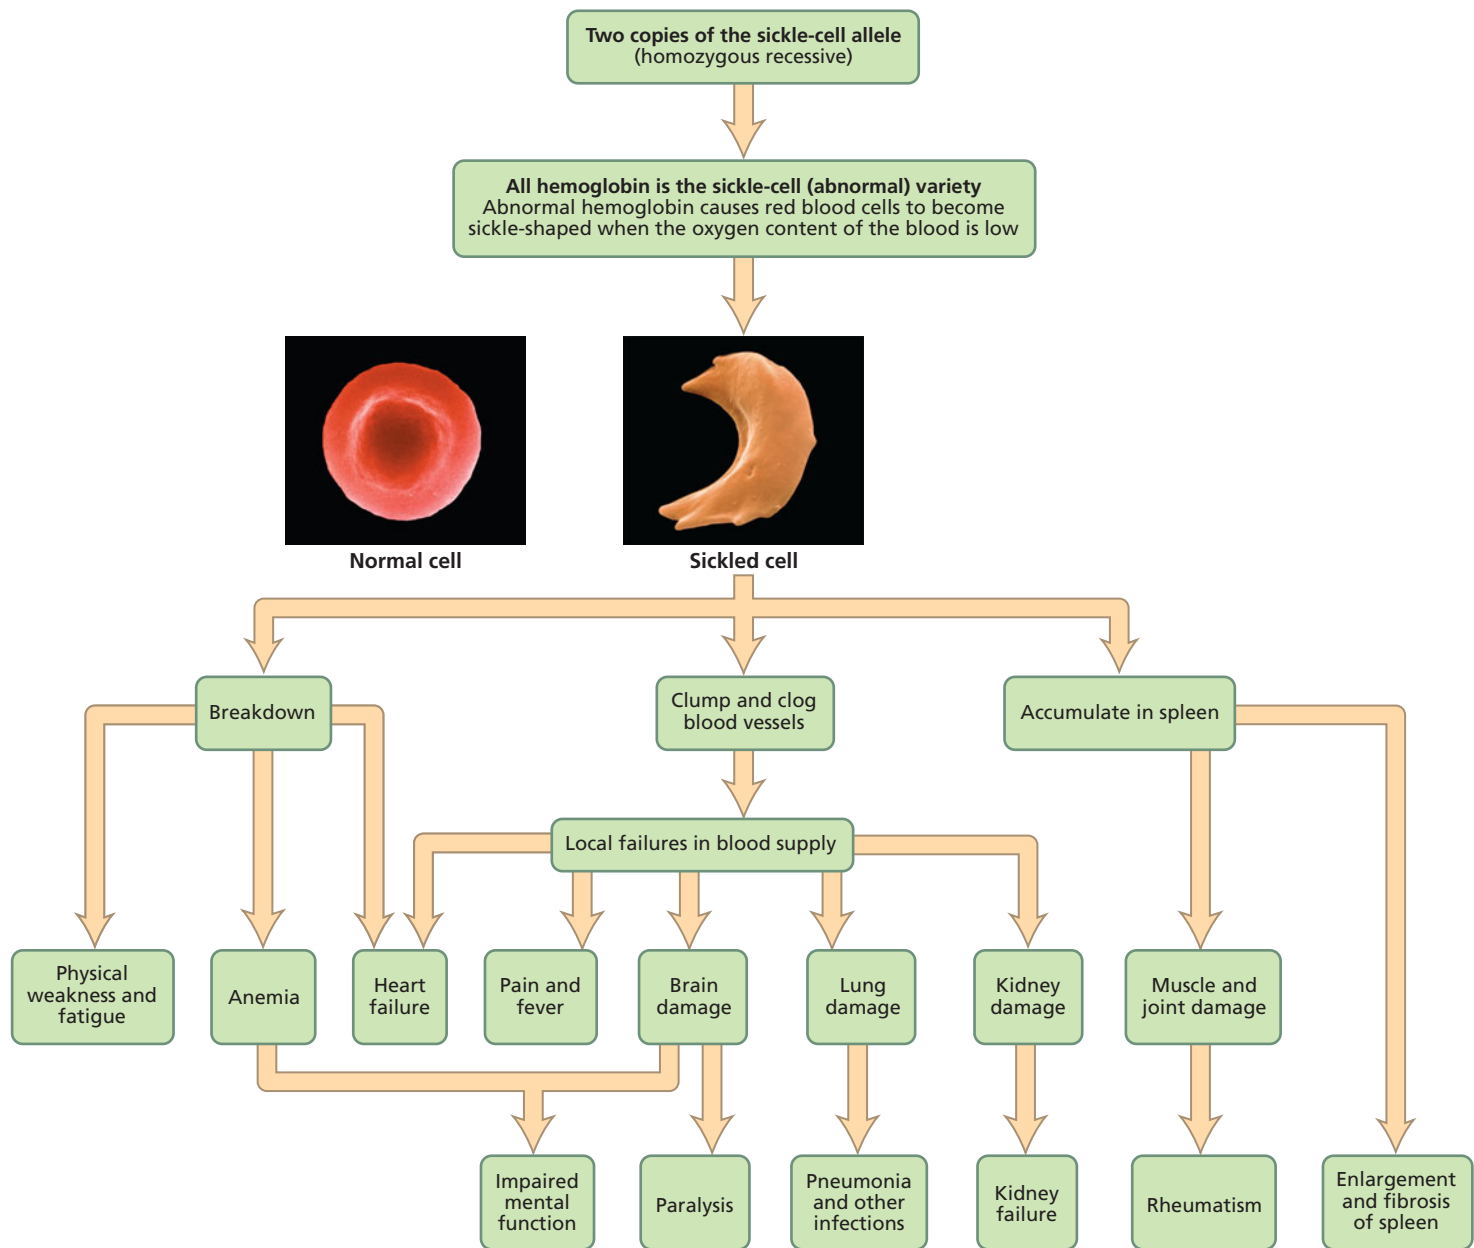 Two copies of the sickle-cell allele
(homozygous recessive)
All hemoglobin is the sickle-cell (abnormal) variety
Abnormal hemoglobin causes red blood cells to become
sickle-shaped when the oxygen content of the blood is low
Normal cell
Sickled cell
Breakdown
Clump and clog
blood vessels
Accumulate in spleen
Local failures in blood supply
Physical
weakness and
fatigue
Anemia
Heart
failure
Pain and
fever
Brain
damage
Lung
damage
Kidney
damage
Muscle and
joint damage
Impaired
mental
function
Paralysis
Pneumonia
and other
infections
Kidney
failure
Rheumatism
Enlargement
and fibrosis
of spleen